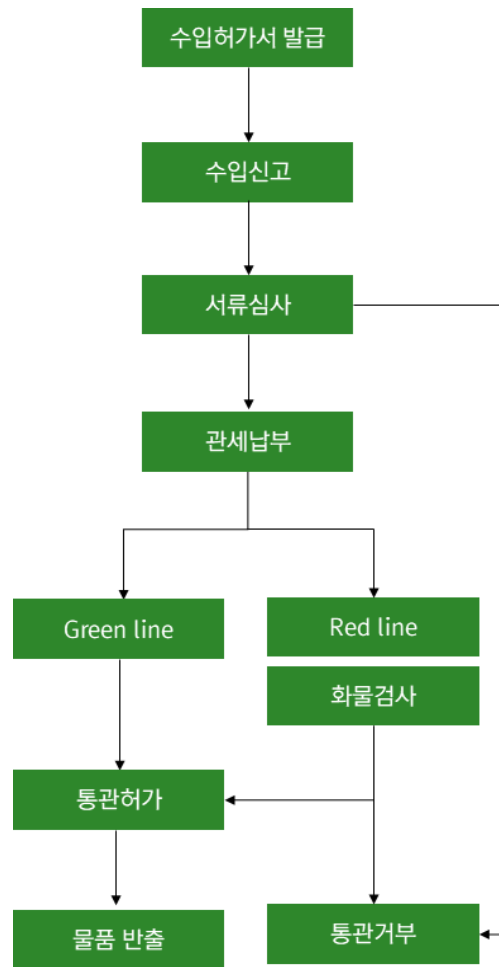 수입허가서 발급
수입신고
서류심사
관세납부
Green line
Red line
화물검사
통관허가
물품 반출
통관거부